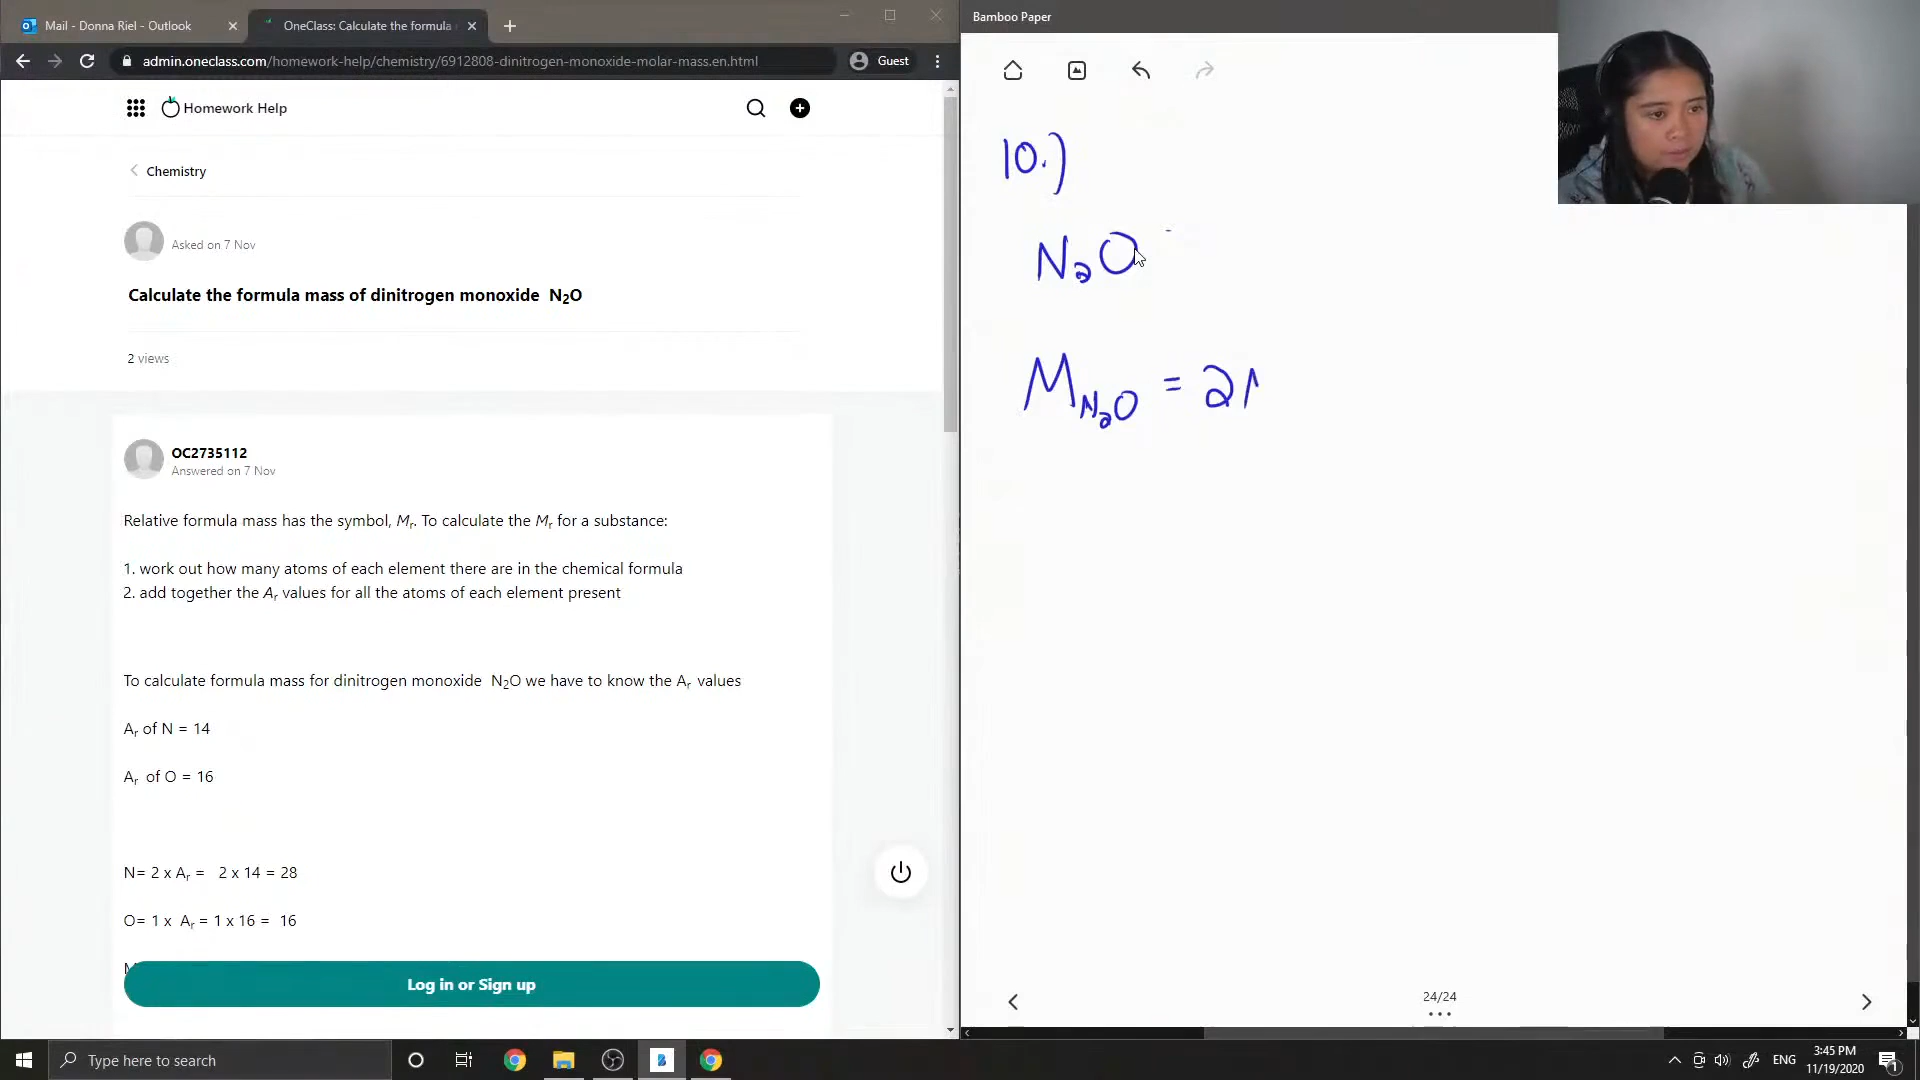 Mail - Donna Riel - Outlook
OneClass: Calculate the formula
Bamboo Paper
admin.oneclass.com/homework-help/chemistry/6912808-dinitrogen-monoxide-molar-mass.en.html
Guest
Homework Help
Chemistry
Asked on 7 Nov
Calculate the formula mass of dinitrogen monoxide N₂O
2 views
OC2735112
Answered on 7 Nov
Relative formula mass has the symbol, Mᵣ. To calculate the Mᵣ for a substance:
1. work out how many atoms of each element there are in the chemical formula
2. add together the Aᵣ values for all the atoms of each element present
To calculate formula mass for dinitrogen monoxide N₂O we have to know the Aᵣ values
Aᵣ of N = 14
Aᵣ of O = 16
N= 2 x Aᵣ = 2 x 14 = 28
O= 1 x Aᵣ = 1 x 16 = 16
Log in or Sign up
10.)
N₂O
M N₂O = 2
24/24
Type here to search
ENG
3:45 PM
11/19/2020
1